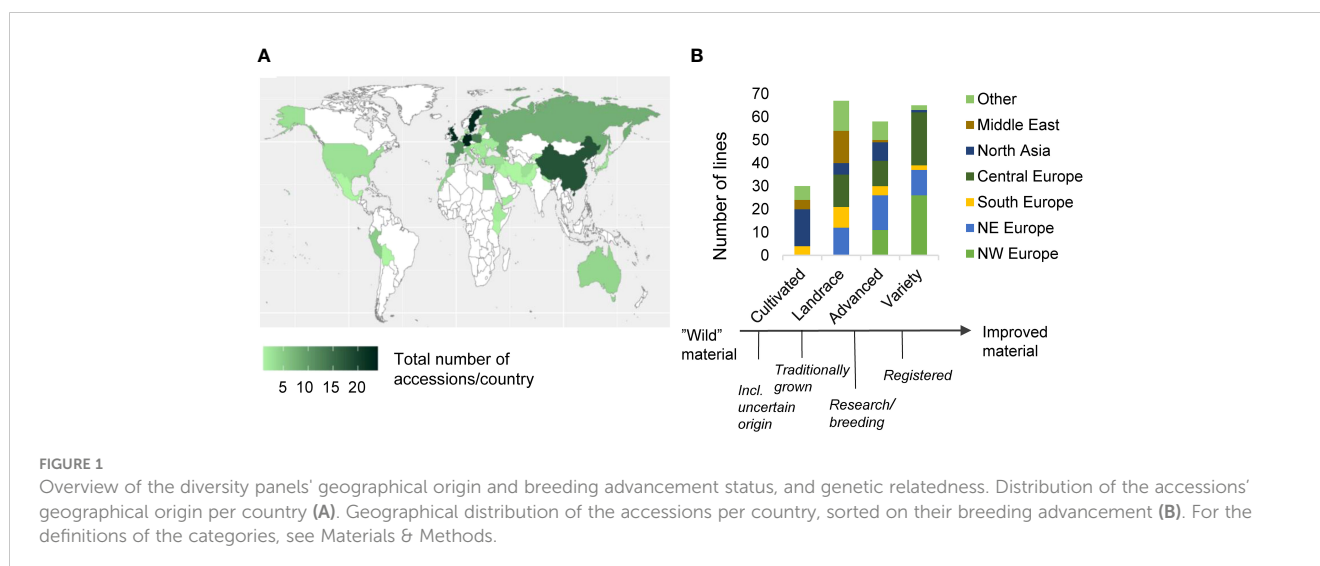 A
B
Total number of
accessions/country
5 10 15 20
Number of lines
70
60
50
40
30
20
10
0
Cultivated
Landrace
Advanced
Variety
Other
Middle East
North Asia
Central Europe
South Europe
NE Europe
NW Europe
”Wild”
material
Improved
material
Incl.
uncertain
origin
Traditionally
grown
Research/
breeding
Registered
FIGURE 1
Overview of the diversity panels' geographical origin and breeding advancement status, and genetic relatedness. Distribution of the accessions’
geographical origin per country (A). Geographical distribution of the accessions per country, sorted on their breeding advancement (B). For the
definitions of the categories, see Materials & Methods.